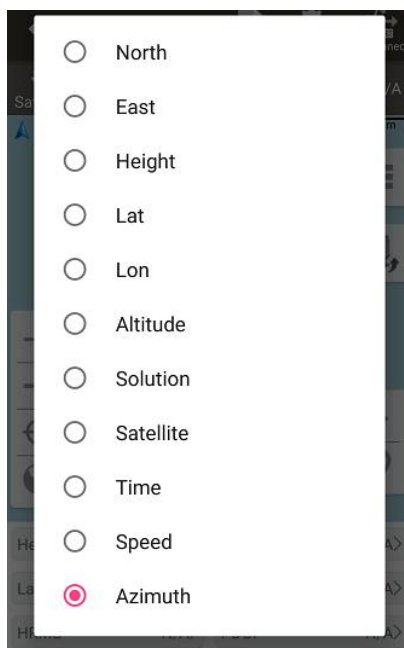 North
East
Height
Lat
Lon
Altitude
Solution
Satellite
Time
Speed
Azimuth